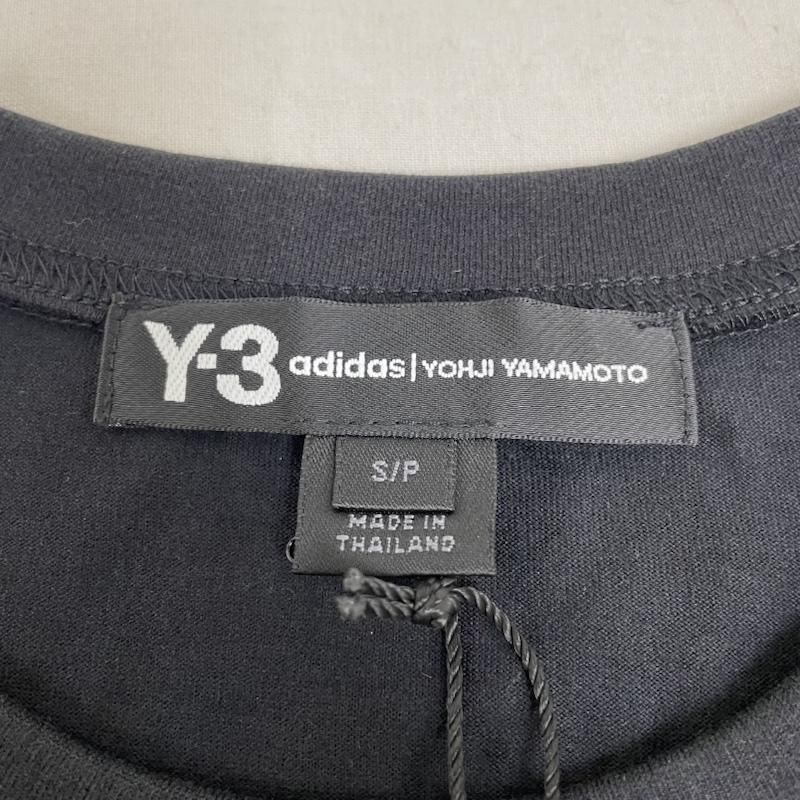 Y-3 adidas | YOHJI YAMAMOTO
S/P
MADE IN
THAILAND